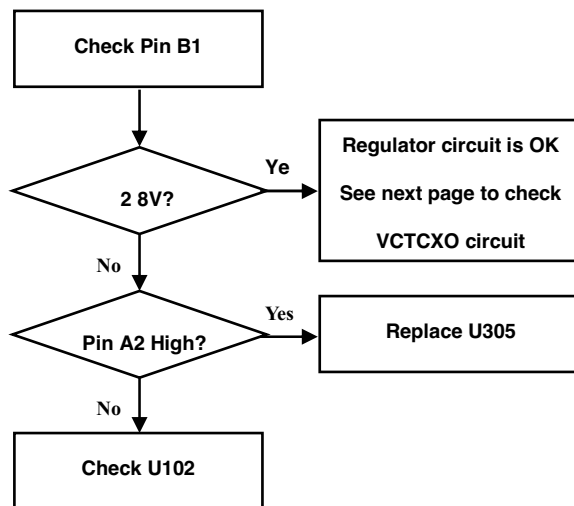 Check Pin B1
2 8V?
Ye
Regulator circuit is OK
See next page to check
VCTCXO circuit
No
Pin A2 High?
Yes
Replace U305
No
Check U102